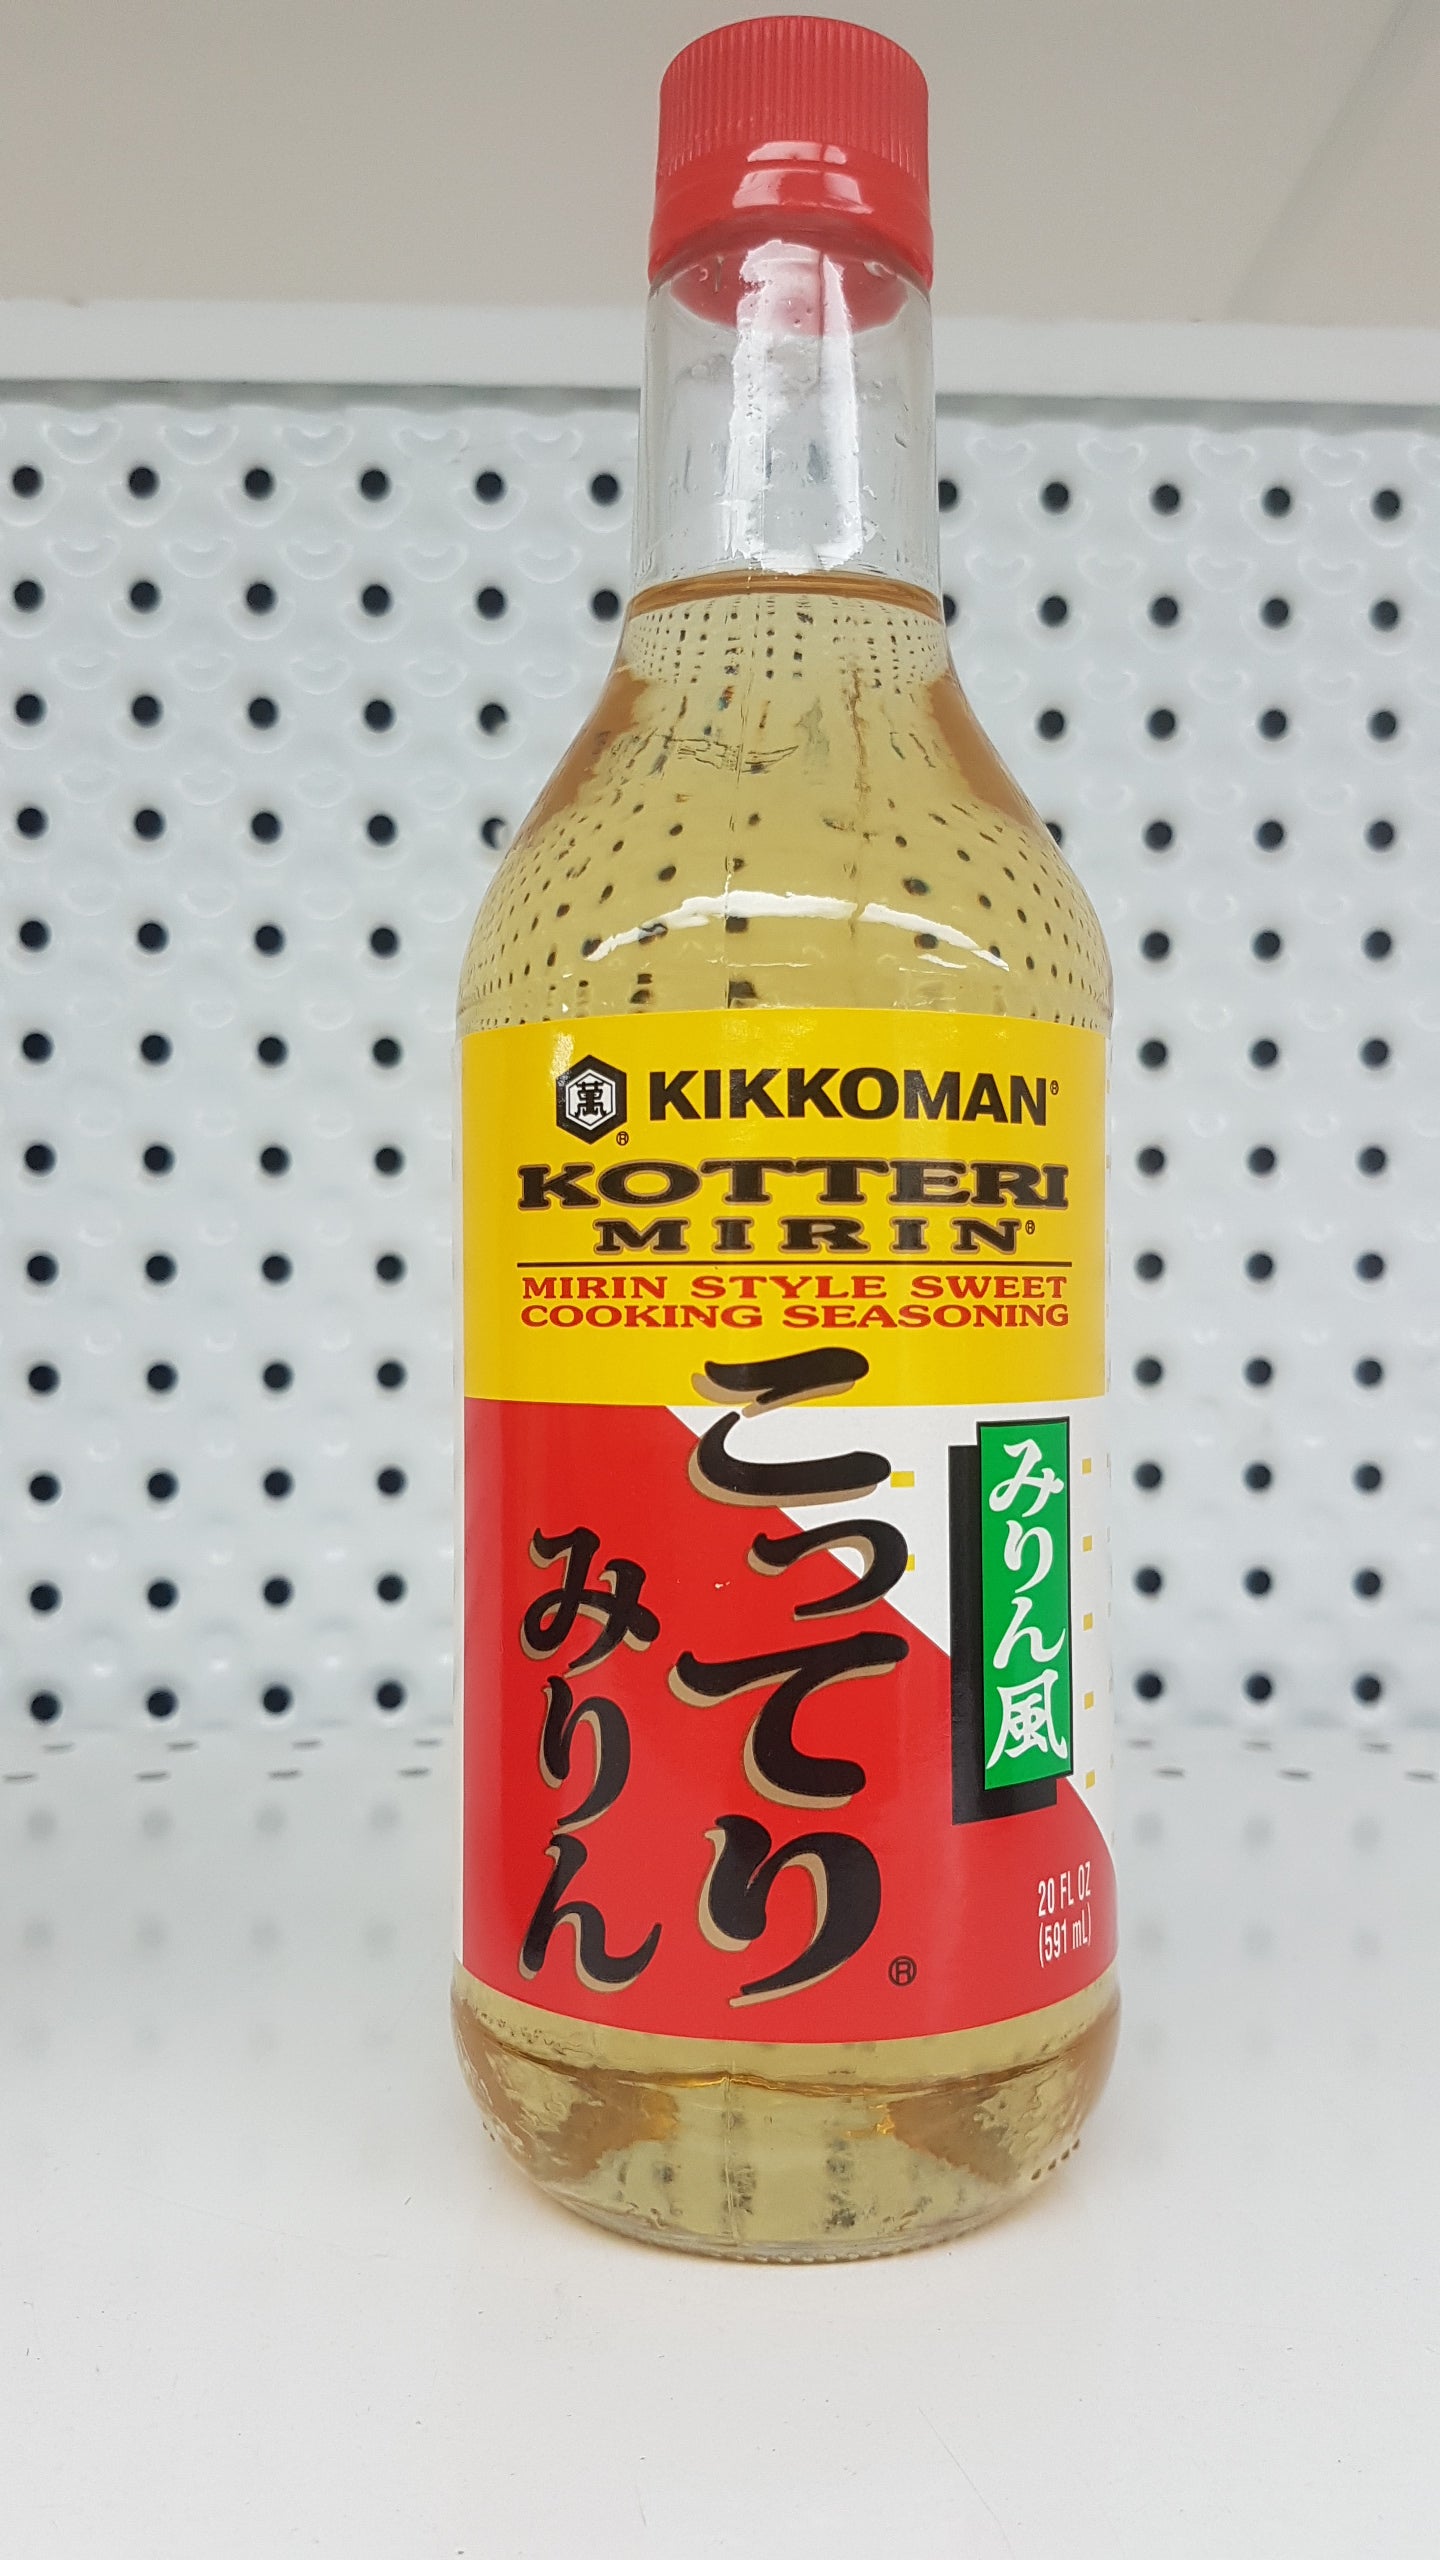 萬
®
KIKKOMAN®
KOTTERI
MIRIN®
MIRIN STYLE SWEET
COOKING SEASONING
こってり
みりん
®
みりん風
20 FL OZ
(591 mL)